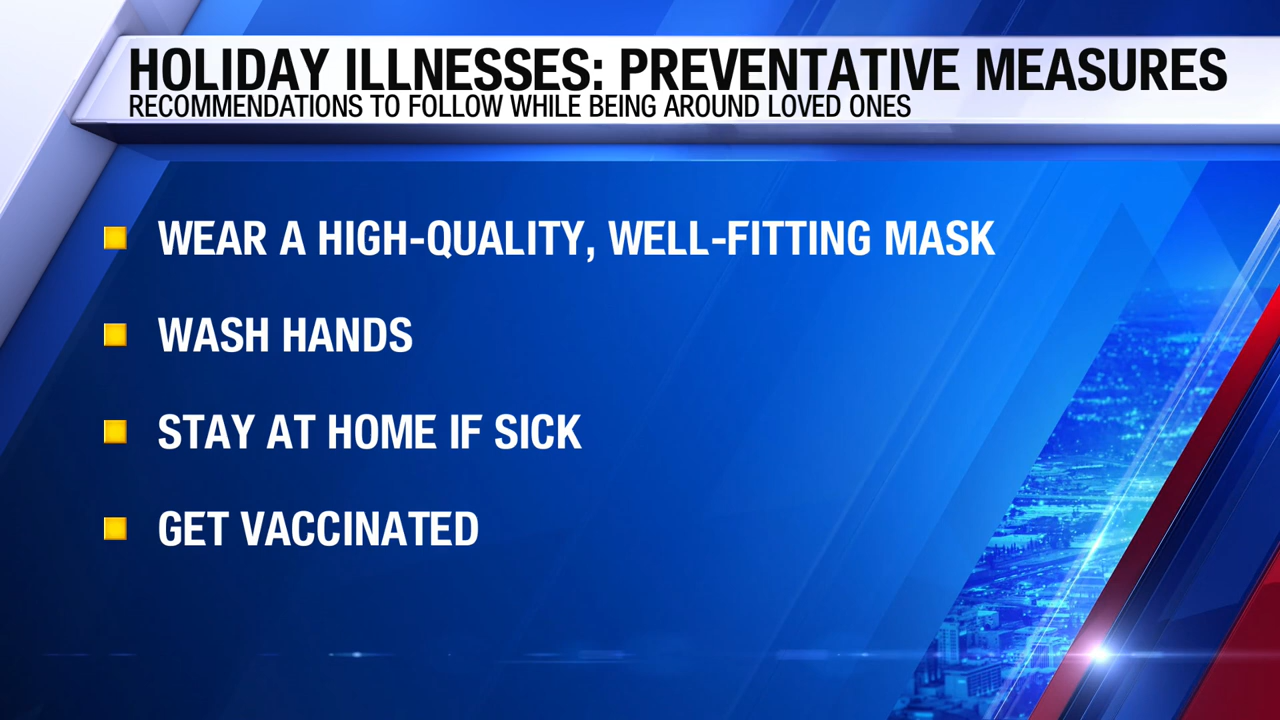 HOLIDAY ILLNESSES: PREVENTATIVE MEASURES
RECOMMENDATIONS TO FOLLOW WHILE BEING AROUND LOVED ONES
WEAR A HIGH-QUALITY, WELL-FITTING MASK
WASH HANDS
STAY AT HOME IF SICK
GET VACCINATED